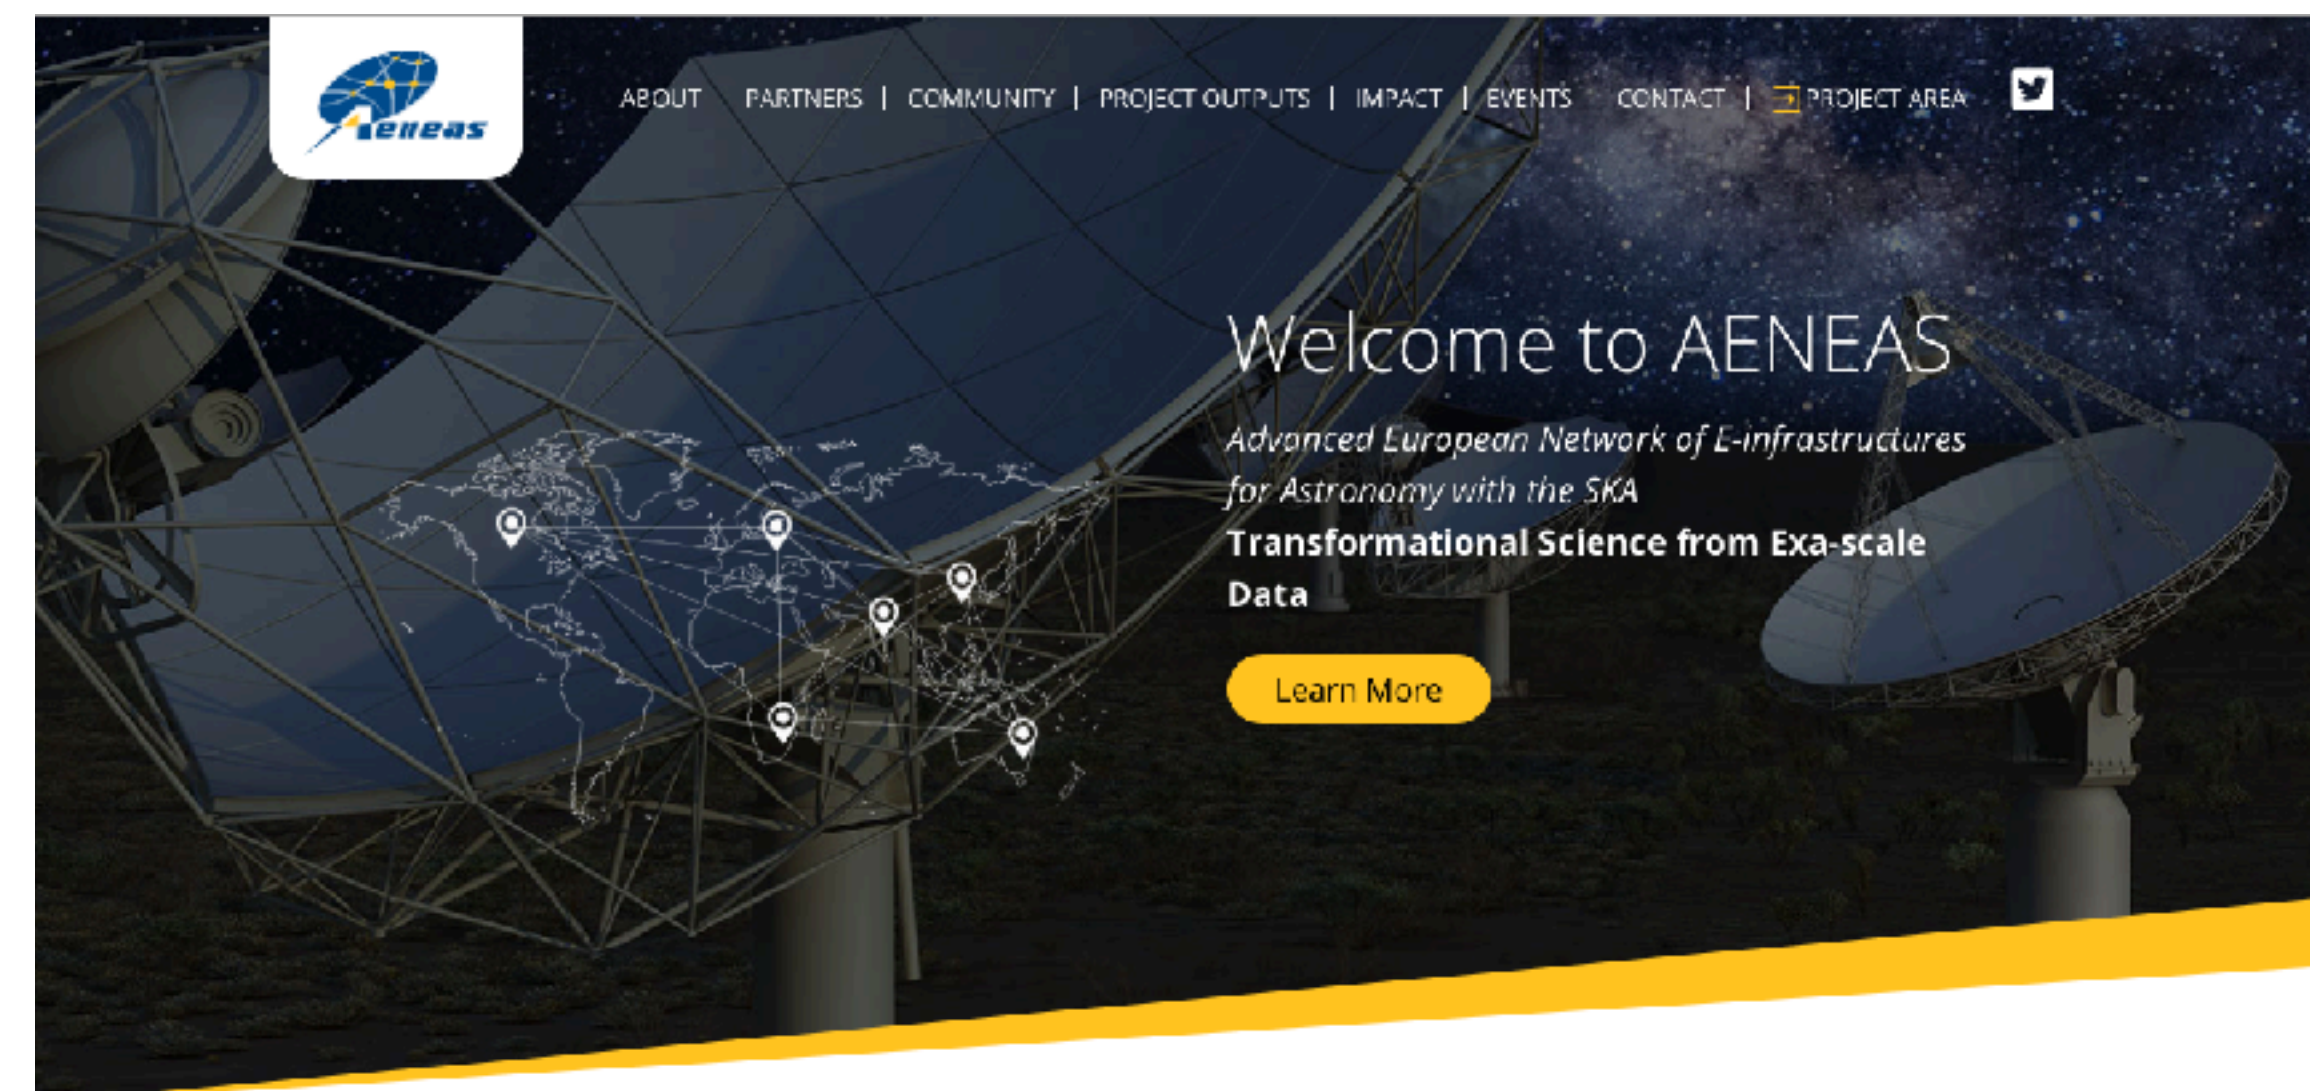 Aeneas
ABOUT PARTNERS | COMMUNITY | PROJECT OUTPUTS | IMPACT | EVENTS CONTACT | PROJECT AREA
Welcome to AENEAS
Advanced European Network of E-infrastructures
for Astronomy with the SKA
Transformational Science from Exa-scale
Data
Learn More